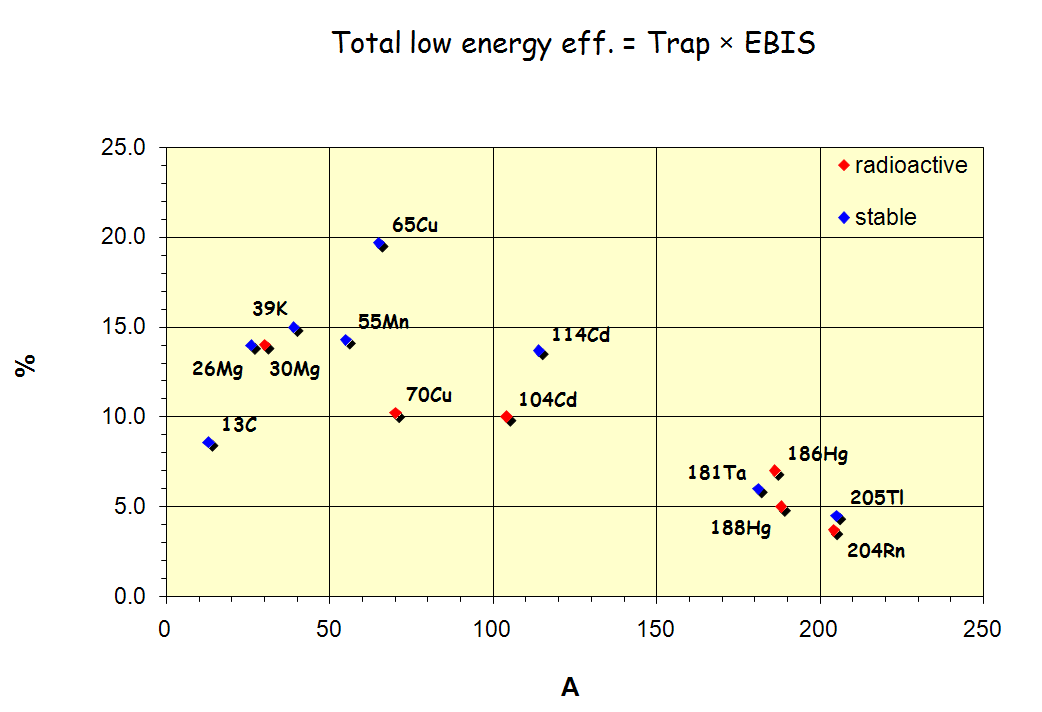 Total low energy eff. = Trap × EBIS
25.0
20.0
15.0
10.0
5.0
0.0
%
radioactive
stable
65Cu
39K
55Mn
114Cd
26Mg
30Mg
70Cu
104Cd
13C
186Hg
181Ta
205Tl
188Hg
204Rn
0
50
100
150
200
250
A